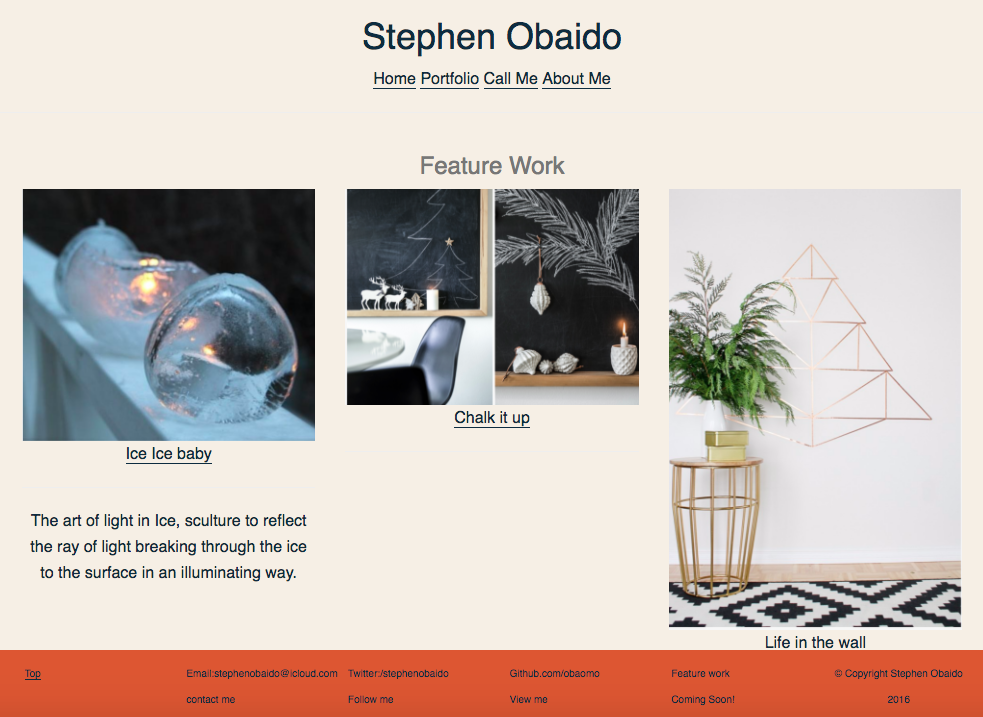 Stephen Obaido
Home Portfolio Call Me About Me
Feature Work
Ice Ice baby
The art of light in Ice, sculture to reflect
the ray of light breaking through the ice
to the surface in an illuminating way.
Chalk it up
Life in the wall
Top
Email:stephenobaido@icloud.com
contact me
Twitter:/stephenobaido
Follow me
Github.com/obaomo
View me
Feature work
Coming Soon!
© Copyright Stephen Obaido
2016